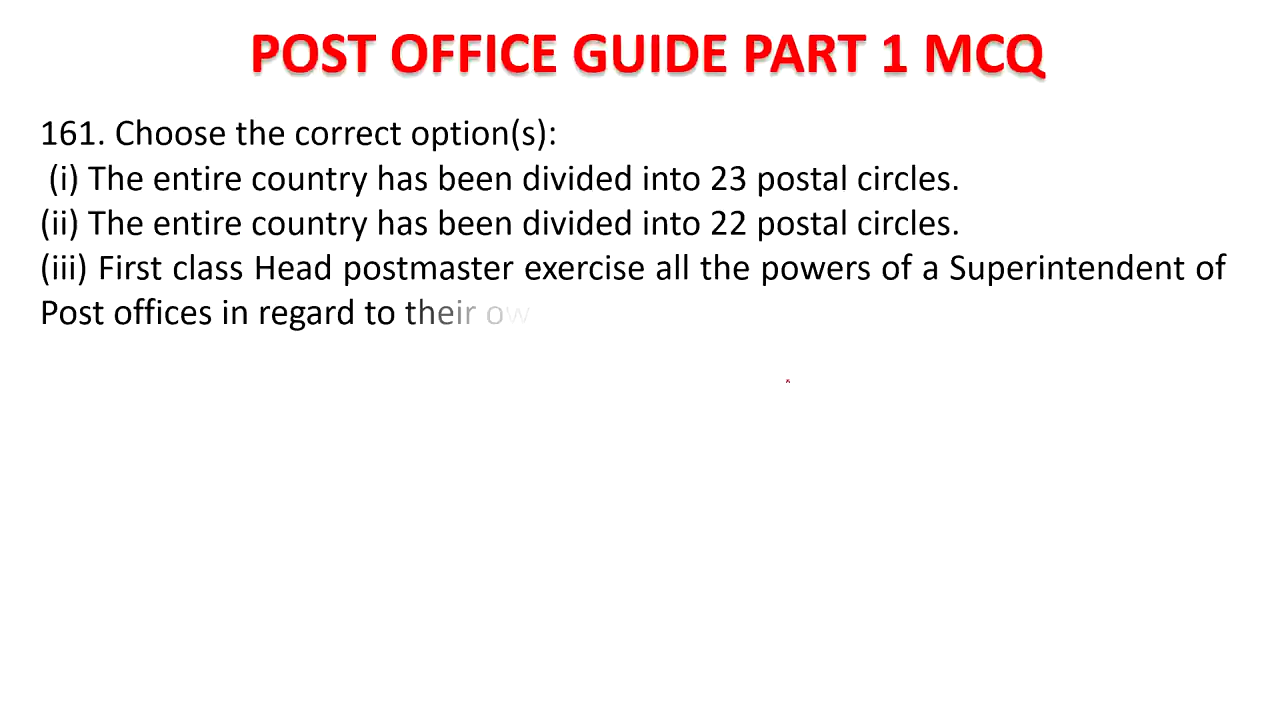 POST OFFICE GUIDE PART 1 MCQ
161. Choose the correct option(s):
(i) The entire country has been divided into 23 postal circles.
(ii) The entire country has been divided into 22 postal circles.
(iii) First class Head postmaster exercise all the powers of a Superintendent of
Post offices in regard to their ow